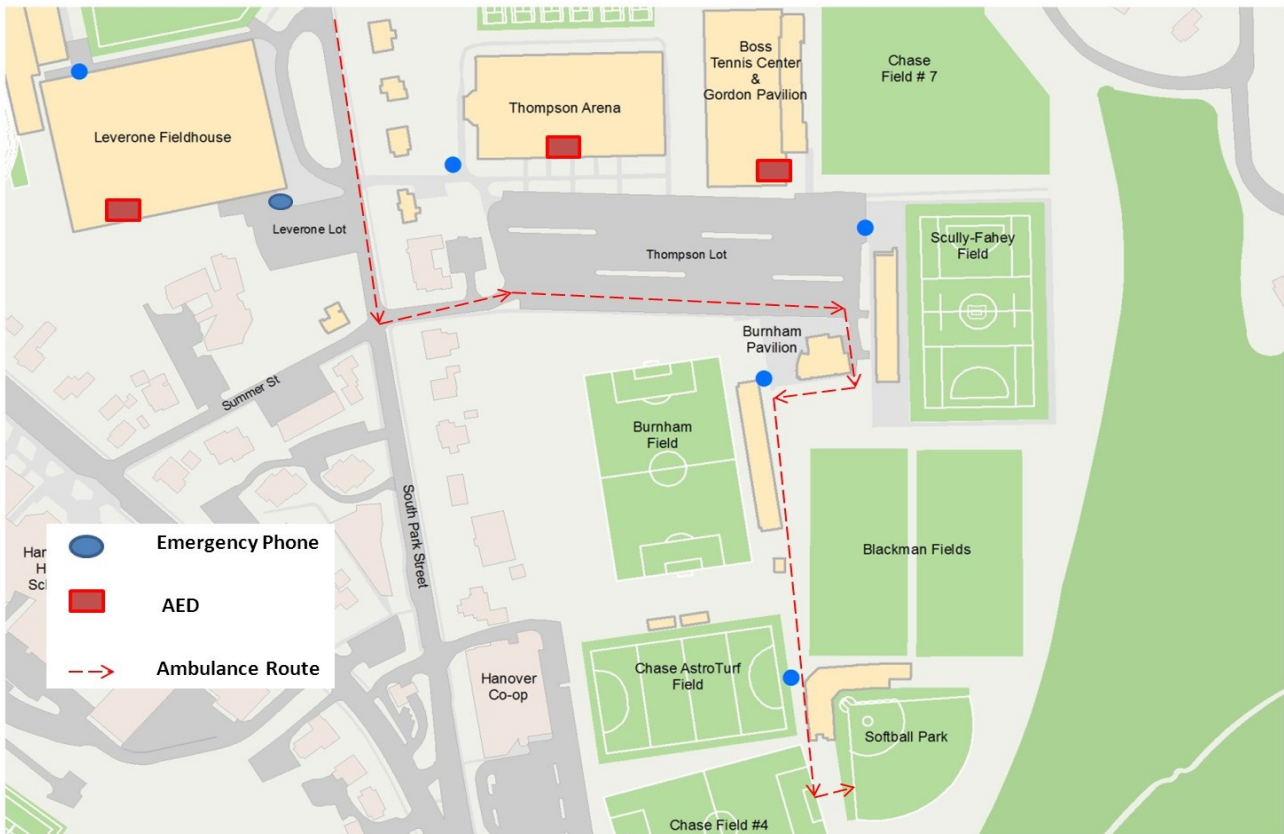 Boss
Tennis Center
&
Gordon Pavilion
Chase
Field # 7
Thompson Arena
Leverone Fieldhouse
Leverone Lot
Thompson Lot
Scully-Fahey
Field
Burnham
Pavilion
Summer St
Burnham
Field
South Park Street
Blackman Fields
Emergency Phone
AED
Ambulance Route
Han
H
Sch
Hanover
Co-op
Chase AstroTurf
Field
Softball Park
Chase Field #4